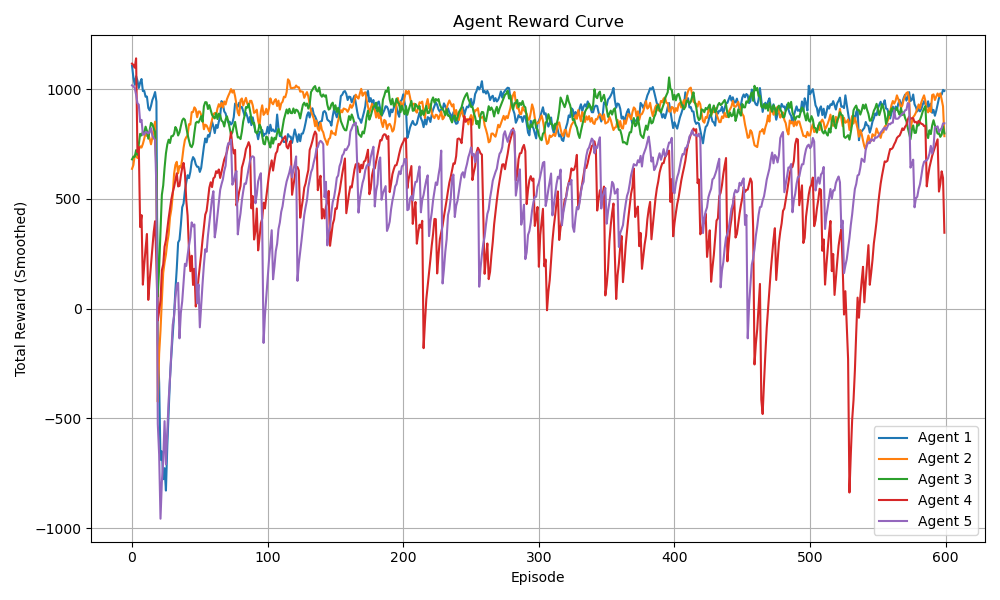 Agent Reward Curve
Total Reward (Smoothed)
1000
500
0
−500
−1000
0 100 200 300 400 500 600
Episode
Agent 1
Agent 2
Agent 3
Agent 4
Agent 5